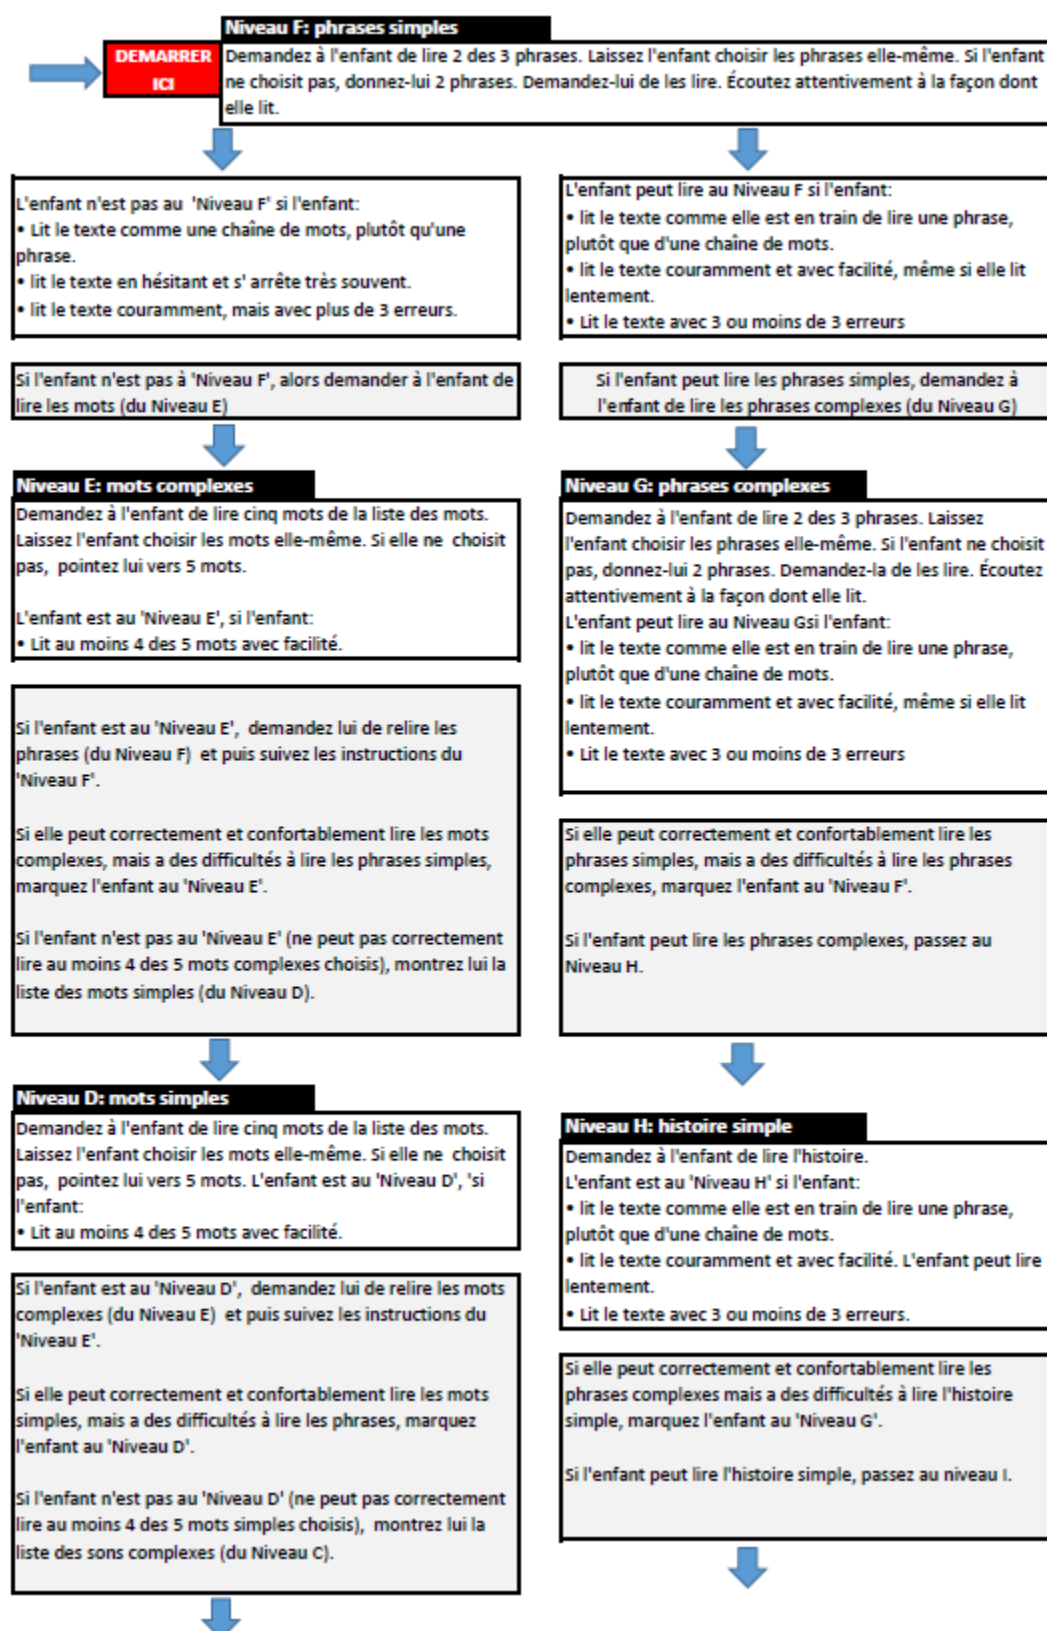 Niveau F: phrases simples
DEMARRER
ICI
Demandez à l'enfant de lire 2 des 3 phrases. Laissez l'enfant choisir les phrases elle-même. Si l'enfant
ne choisit pas, donnez-lui 2 phrases. Demandez-lui de les lire. Écoutez attentivement à la façon dont
elle lit.
L'enfant n'est pas au 'Niveau F' si l'enfant:
• Lit le texte comme une chaîne de mots, plutôt qu'une
phrase.
• lit le texte en hésitant et s' arrête très souvent.
• lit le texte couramment, mais avec plus de 3 erreurs.
Si l'enfant n'est pas à 'Niveau F', alors demander à l'enfant de
lire les mots (du Niveau E)
Niveau E: mots complexes
Demandez à l'enfant de lire cinq mots de la liste des mots.
Laissez l'enfant choisir les mots elle-même. Si elle ne choisit
pas, pointez lui vers 5 mots.
L'enfant est au 'Niveau E', si l'enfant:
• Lit au moins 4 des 5 mots avec facilité.
Si l'enfant est au 'Niveau E', demandez lui de relire les
phrases (du Niveau F) et puis suivez les instructions du
'Niveau F'.
Si elle peut correctement et confortablement lire les mots
complexes, mais a des difficultés à lire les phrases simples,
marquez l'enfant au 'Niveau E'.
Si l'enfant n'est pas au 'Niveau E' (ne peut pas correctement
lire au moins 4 des 5 mots complexes choisis), montrez lui la
liste des mots simples (du Niveau D).
Niveau D: mots simples
Demandez à l'enfant de lire cinq mots de la liste des mots.
Laissez l'enfant choisir les mots elle-même. Si elle ne choisit
pas, pointez lui vers 5 mots. L'enfant est au 'Niveau D', 'si
l'enfant:
• Lit au moins 4 des 5 mots avec facilité.
Si l'enfant est au 'Niveau D', demandez lui de relire les mots
complexes (du Niveau E) et puis suivez les instructions du
'Niveau E'.
Si elle peut correctement et confortablement lire les mots
simples, mais a des difficultés à lire les phrases, marquez
l'enfant au 'Niveau D'.
Si l'enfant n'est pas au 'Niveau D' (ne peut pas correctement
lire au moins 4 des 5 mots simples choisis), montrez lui la
liste des sons complexes (du Niveau C).
L'enfant peut lire au Niveau F si l'enfant:
• lit le texte comme elle est en train de lire une phrase,
plutôt que d'une chaîne de mots.
• lit le texte couramment et avec facilité, même si elle lit
lentement.
• Lit le texte avec 3 ou moins de 3 erreurs
Si l'enfant peut lire les phrases simples, demandez à
l'enfant de lire les phrases complexes (du Niveau G)
Niveau G: phrases complexes
Demandez à l'enfant de lire 2 des 3 phrases. Laissez
l'enfant choisir les phrases elle-même. Si l'enfant ne choisit
pas, donnez-lui 2 phrases. Demandez-la de les lire. Écoutez
attentivement à la façon dont elle lit.
L'enfant peut lire au Niveau Gsi l'enfant:
• lit le texte comme elle est en train de lire une phrase,
plutôt que d'une chaîne de mots.
• lit le texte couramment et avec facilité, même si elle lit
lentement.
• Lit le texte avec 3 ou moins de 3 erreurs
Si elle peut correctement et confortablement lire les
phrases simples, mais a des difficultés à lire les phrases
complexes, marquez l'enfant au 'Niveau F'.
Si l'enfant peut lire les phrases complexes, passez au
Niveau H.
Niveau H: histoire simple
Demandez à l'enfant de lire l'histoire.
L'enfant est au 'Niveau H' si l'enfant:
• lit le texte comme elle est en train de lire une phrase,
plutôt que d'une chaîne de mots.
• lit le texte couramment et avec facilité. L'enfant peut lire
lentement.
• Lit le texte avec 3 ou moins de 3 erreurs.
Si elle peut correctement et confortablement lire les
phrases complexes mais a des difficultés à lire l'histoire
simple, marquez l'enfant au 'Niveau G'.
Si l'enfant peut lire l'histoire simple, passez au niveau I.